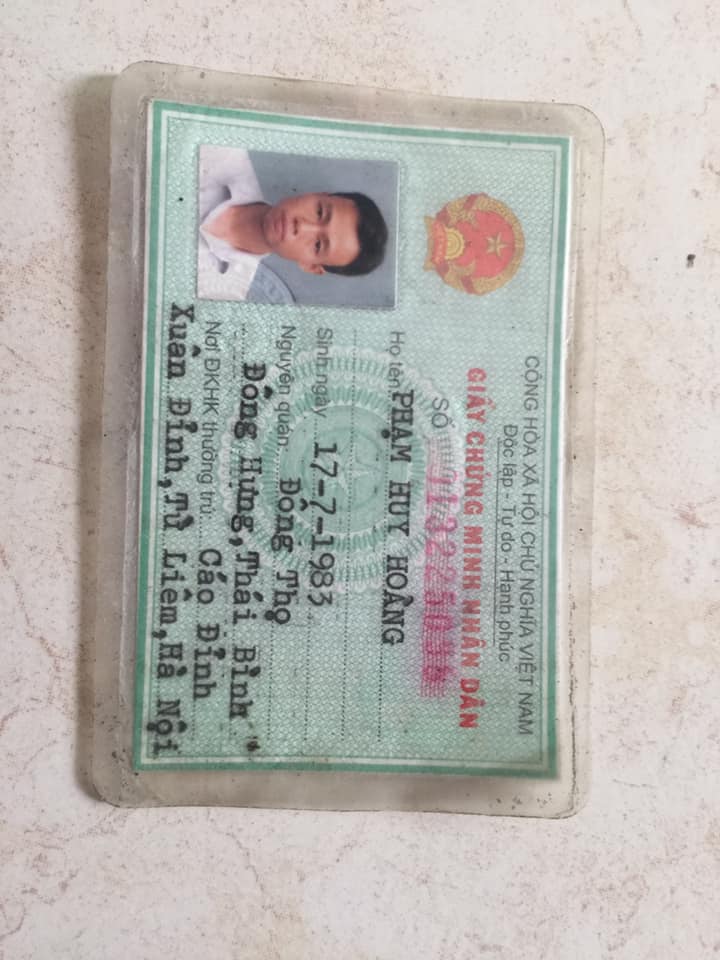 CỘNG HÒA XÃ HỘI CHỦ NGHĨA VIỆT NAM
Độc lập - Tự do - Hạnh phúc
GIẤY CHỨNG MINH NHÂN DÂN
SỐ
Họ tên PHẠM HUY HOÀNG
Sinh ngày 17-7-1983
Nguyên quán Đông Thọ
Đông Hưng,Thái Bình
Nơi ĐKHK thường trú: Cáo Đỉnh
Xuân Đỉnh,Từ Liêm,Hà Nội